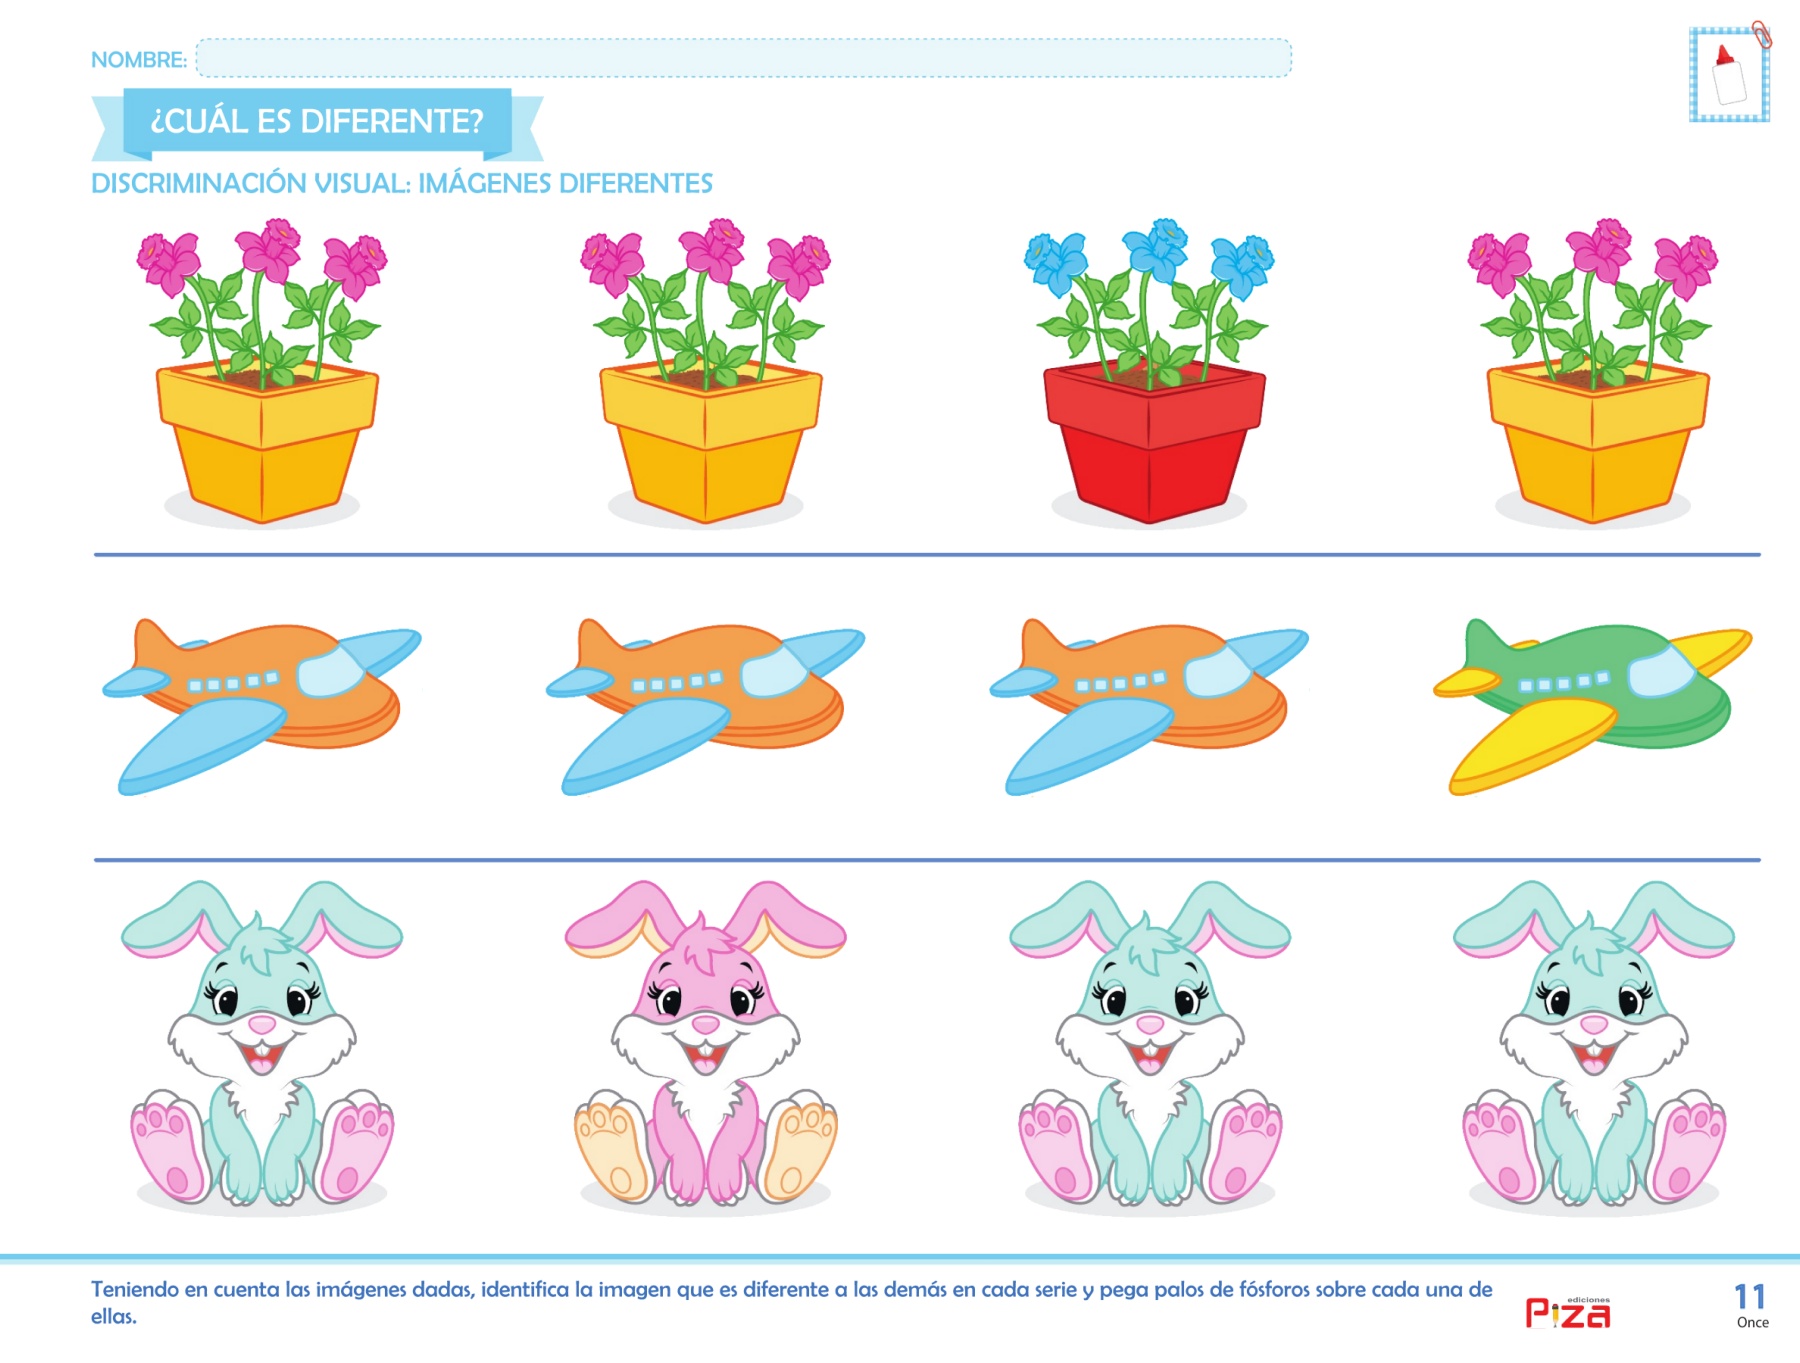 NOMBRE:
¿CUÁL ES DIFERENTE?
DISCRIMINACIÓN VISUAL: IMÁGENES DIFERENTES
Teniendo en cuenta las imágenes dadas, identifica la imagen que es diferente a las demás en cada serie y pega palos de fósforos sobre cada una de
ellas.
ediciones
Piza
11
Once